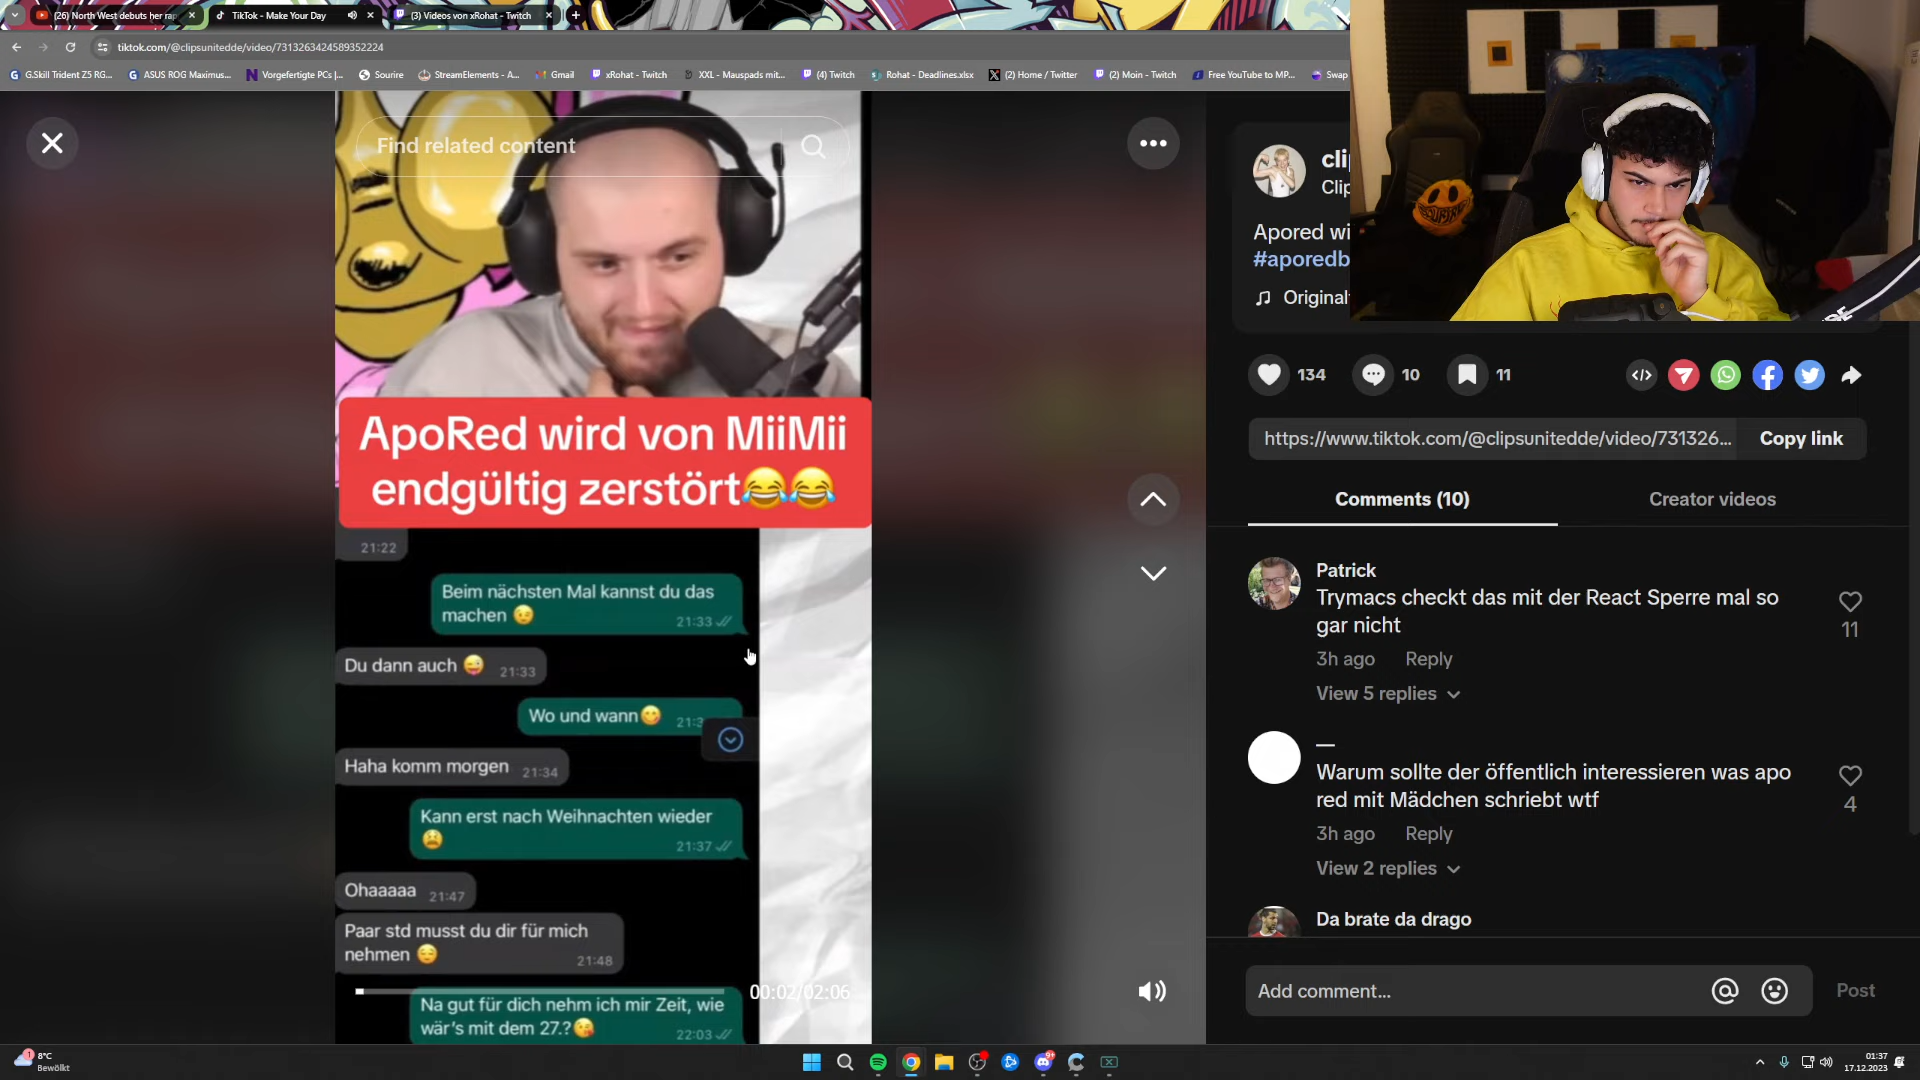 (26) North West debuts her rap
TikTok - Make Your Day
(3) Videos von xRohat - Twitch
tiktok.com/@clipsunitedde/video/7313263424589352224
G.Skill Trident Z5 RG...
ASUS ROG Maximus...
Vorgefertigte PCs |...
Sourire
StreamElements - A...
Gmail
xRohat - Twitch
XXL - Mauspads mit...
(4) Twitch
Rohat - Deadlines.xlsx
(2) Home / Twitter
(2) Moin - Twitch
Free YouTube to MP...
Swap
Find related content
ApoRed wird von MiiMii
endgültig zerstört😂😂
21:22
Beim nächsten Mal kannst du das
machen 😉
21:33
Du dann auch 😜 21:33
Wo und wann😋
Haha komm morgen 21:34
Kann erst nach Weihnachten wieder
😫
21:37
Ohaaaaa 21:47
Paar std musst du dir für mich
nehmen 😌
21:48
Na gut für dich nehm ich mir Zeit, wie
wär's mit dem 27.?😘
22:03
00:02/02:06
cli
Clip
Apored wi
#aporedb
Original
134
10
11
https://www.tiktok.com/@clipsunitedde/video/731326...
Copy link
Comments (10)
Creator videos
Patrick
Trymacs checkt das mit der React Sperre mal so
gar nicht
11
3h ago Reply
View 5 replies
—
Warum sollte der öffentlich interessieren was apo
red mit Mädchen schriebt wtf
4
3h ago Reply
View 2 replies
Da brate da drago
Add comment...
Post
8°C
Bewölkt
01:37
17.12.2023